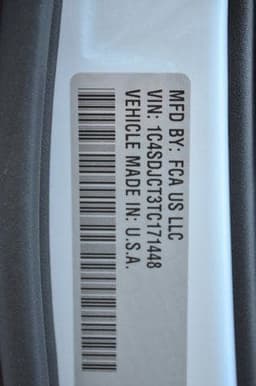 MFD BY: FCA US LLC
VIN: 1C4SDJCT3TC171448
VEHICLE MADE IN: U.S.A.